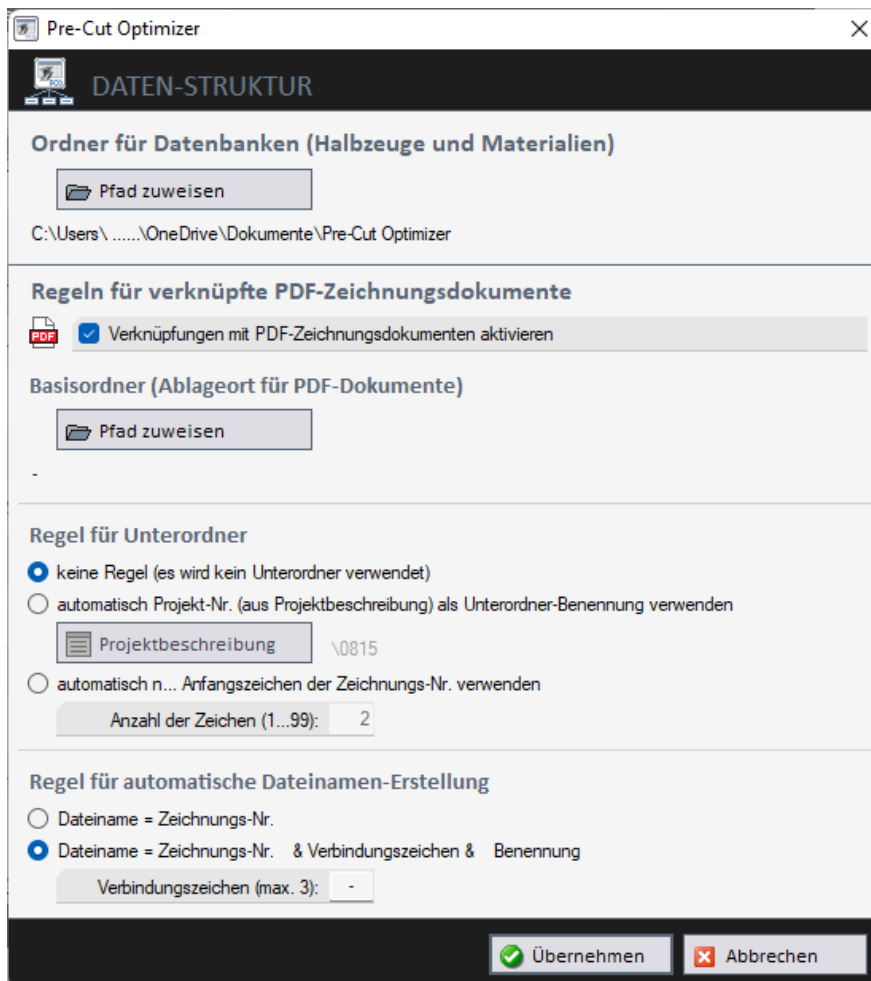 Pre-Cut Optimizer
DATEN-STRUKTUR
Ordner für Datenbanken (Halbzeuge und Materialien)
Pfad zuweisen
C:\Users\ ......\OneDrive\Dokumente\Pre-Cut Optimizer
Regeln für verknüpfte PDF-Zeichnungsdokumente
PDF
Verknüpfungen mit PDF-Zeichnungsdokumenten aktivieren
Basisordner (Ablageort für PDF-Dokumente)
Pfad zuweisen
-
Regel für Unterordner
keine Regel (es wird kein Unterordner verwendet)
automatisch Projekt-Nr. (aus Projektbeschreibung) als Unterordner-Benennung verwenden
Projektbeschreibung \0815
automatisch n... Anfangszeichen der Zeichnungs-Nr. verwenden
Anzahl der Zeichen (1...99): 2
Regel für automatische Dateinamen-Erstellung
Dateiname = Zeichnungs-Nr.
Dateiname = Zeichnungs-Nr. & Verbindungszeichen & Benennung
Verbindungszeichen (max. 3): -
Übernehmen Abbrechen